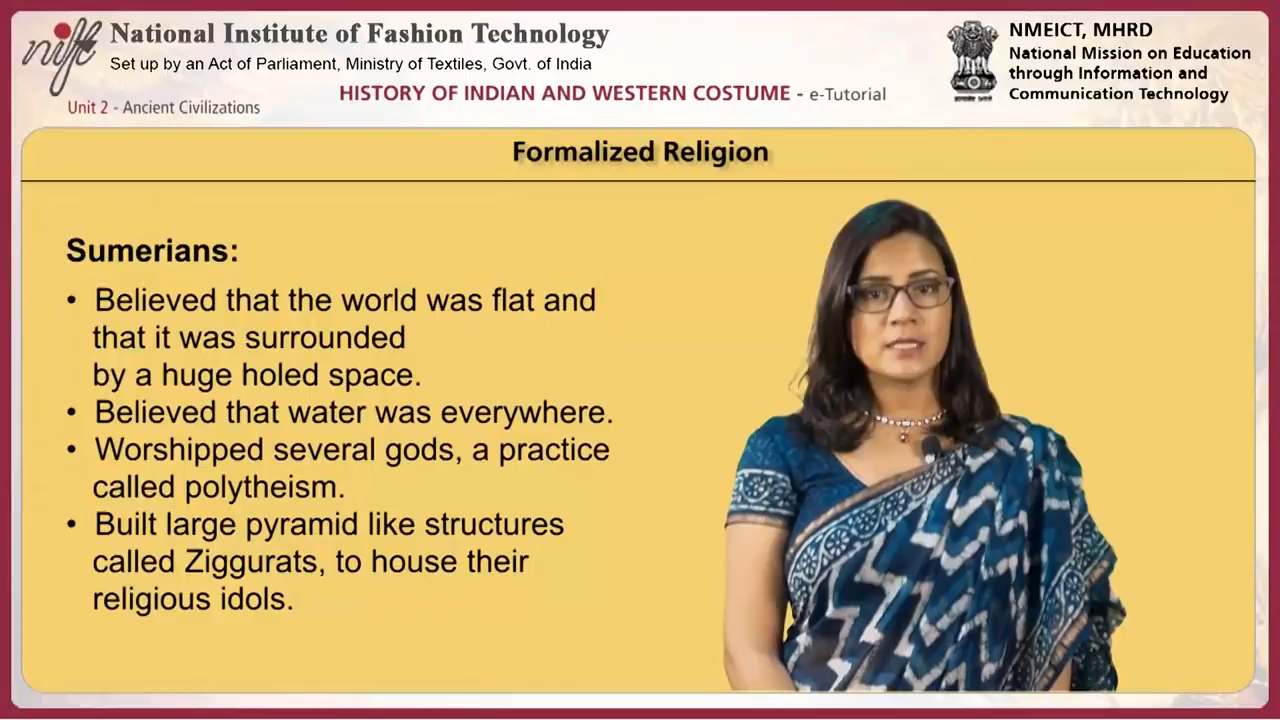 nift
National Institute of Fashion Technology
Set up by an Act of Parliament, Ministry of Textiles, Govt. of India
Unit 2 - Ancient Civilizations
HISTORY OF INDIAN AND WESTERN COSTUME - e-Tutorial
NMEICT, MHRD
National Mission on Education
through Information and
Communication Technology
Formalized Religion
Sumerians:
• Believed that the world was flat and
that it was surrounded
by a huge holed space.
• Believed that water was everywhere.
• Worshipped several gods, a practice
called polytheism.
• Built large pyramid like structures
called Ziggurats, to house their
religious idols.